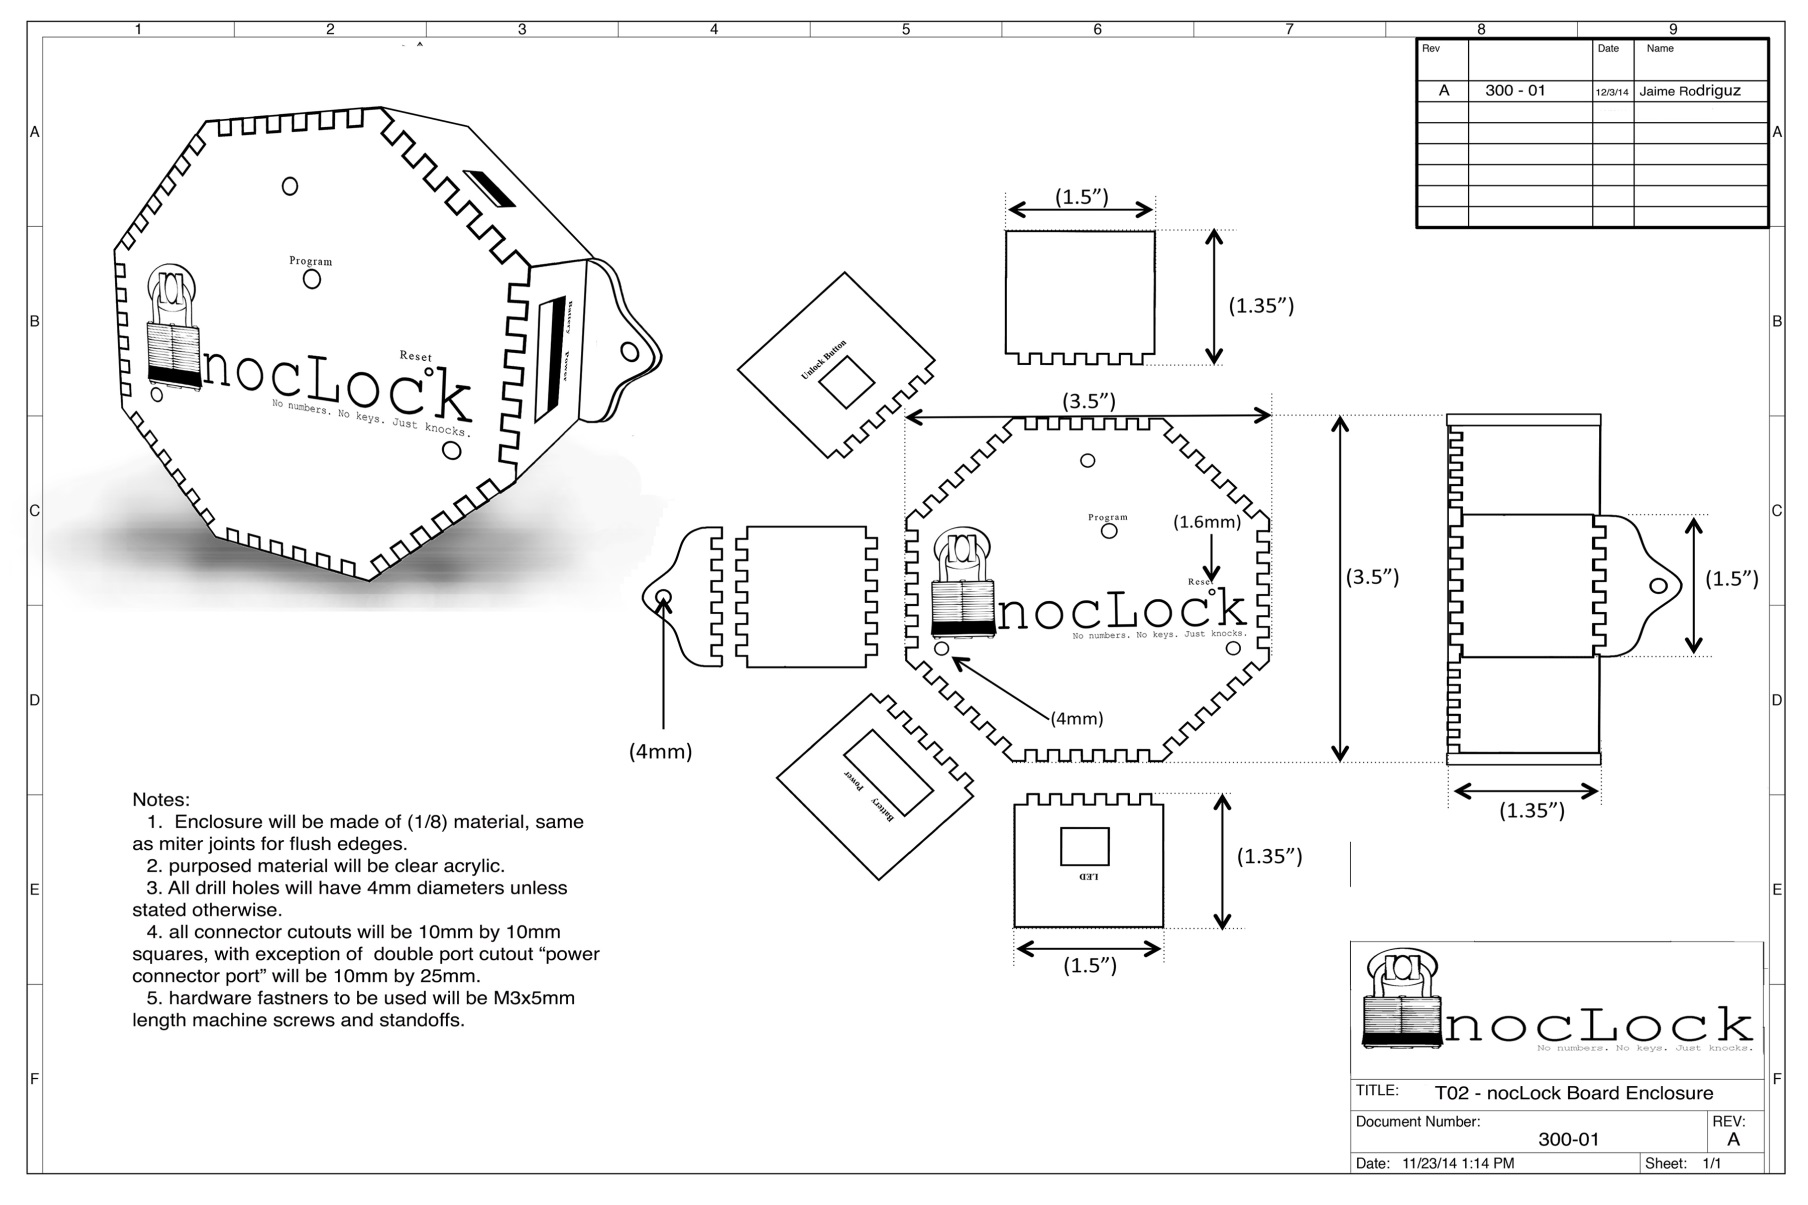 1 2 3 4 5 6 7 8 9
A
B
C
D
E
F
A
B
C
D
E
F
Rev Date Name
A 300 - 01 12/3/14 Jaime Rodriguz
Program
Reset
nocLock
No numbers. No keys. Just knocks.
Battery Power
(1.5”)
(1.35”)
Unlock Button
(3.5”)
Program
(1.6mm)
Reset
nocLock
No numbers. No keys. Just knocks.
(4mm)
(4mm)
(3.5”)
(1.5”)
(1.35”)
Battery Power
LED
(1.35”)
(1.5”)
Notes:
1. Enclosure will be made of (1/8) material, same
as miter joints for flush edeges.
2. purposed material will be clear acrylic.
3. All drill holes will have 4mm diameters unless
stated otherwise.
4. all connector cutouts will be 10mm by 10mm
squares, with exception of double port cutout “power
connector port” will be 10mm by 25mm.
5. hardware fastners to be used will be M3x5mm
length machine screws and standoffs.
nocLock
No numbers. No keys. Just knocks.
TITLE: T02 - nocLock Board Enclosure
Document Number: REV:
300-01 A
Date: 11/23/14 1:14 PM Sheet: 1/1